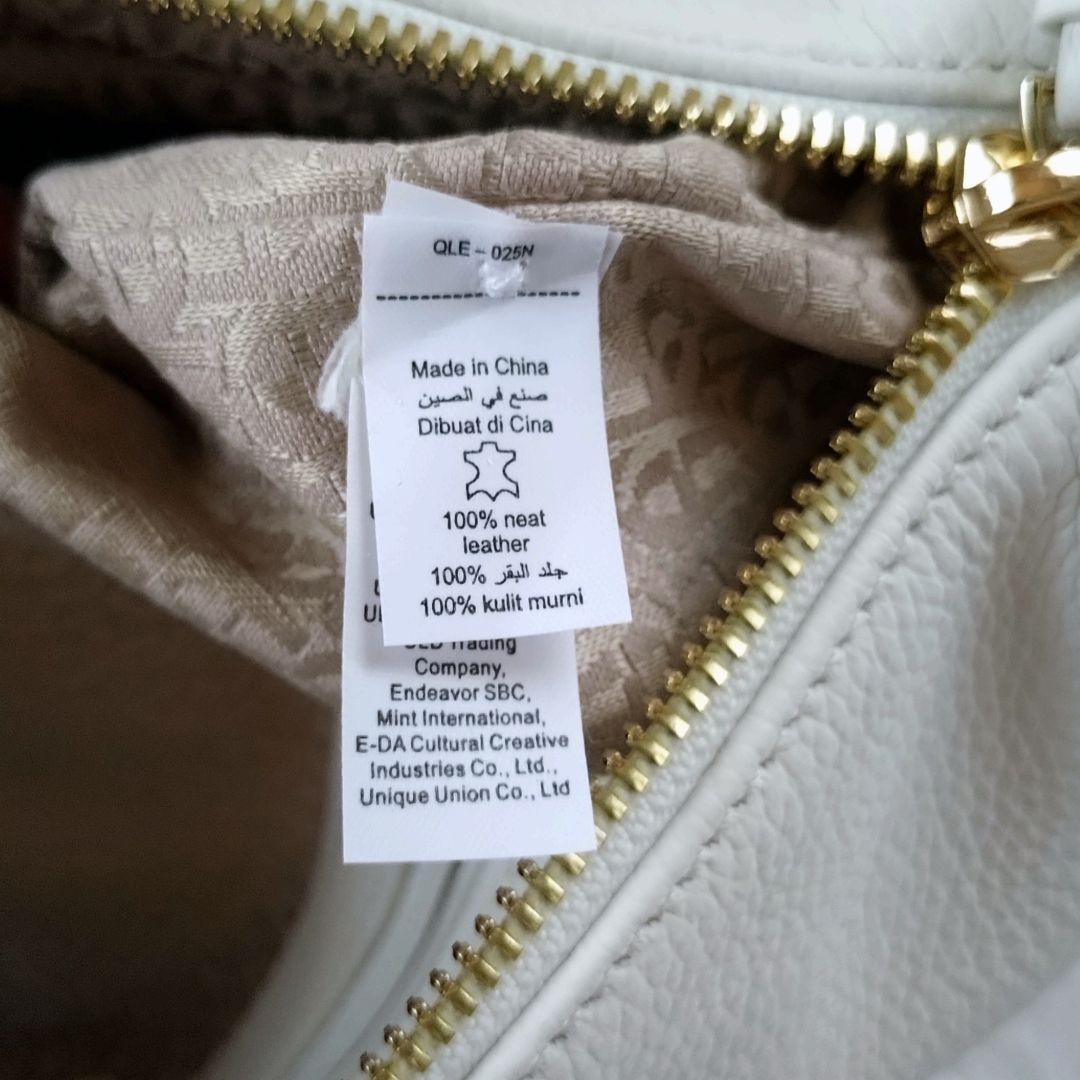 QLE - 025N
Made in China
صنع في الصين
Dibuat di Cina
100% neat
leather
100% جلد البقر
100% kulit murni
Trading
Company,
Endeavor SBC,
Mint International,
E-DA Cultural Creative
Industries Co., Ltd.,
Unique Union Co., Ltd